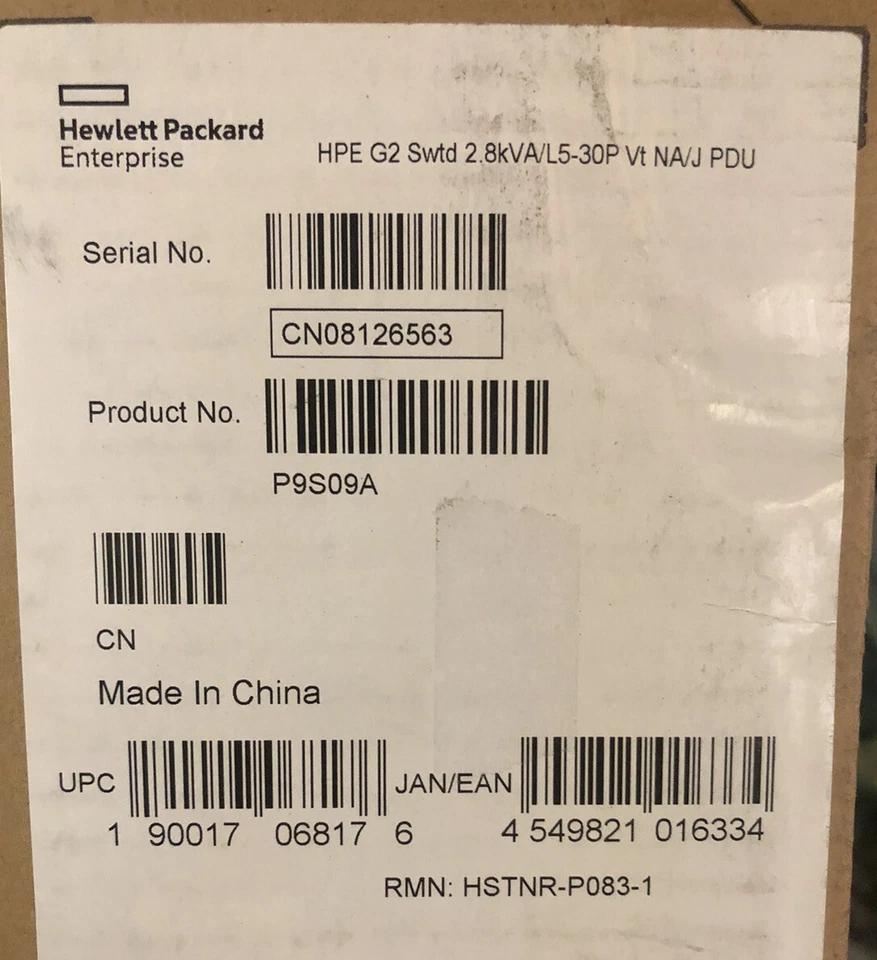 Hewlett Packard
Enterprise
HPE G2 Swtd 2.8kVA/L5-30P Vt NA/J PDU
Serial No.
CN08126563
Product No.
P9S09A
CN
Made In China
UPC
1 90017 06817 6
JAN/EAN
4 549821 016334
RMN: HSTNR-P083-1